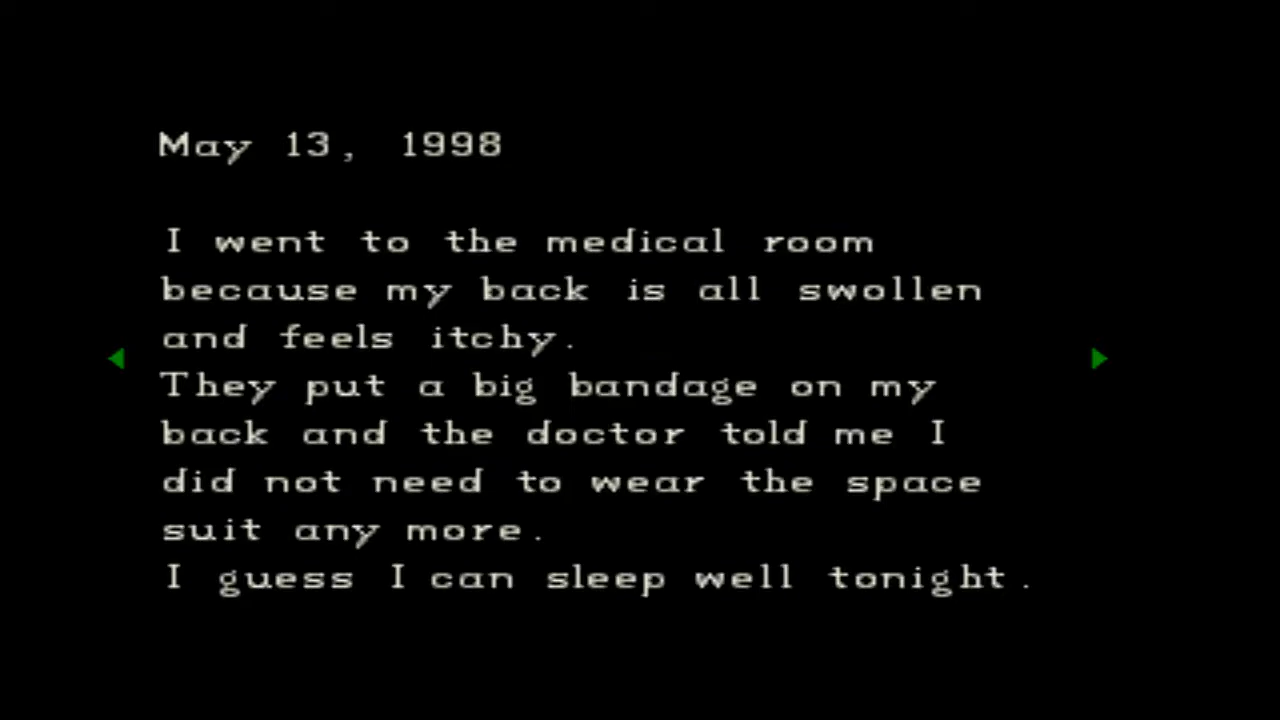 May 13, 1998
I went to the medical room
because my back is all swollen
and feels itchy.
They put a big bandage on my
back and the doctor told me I
did not need to wear the space
suit any more.
I guess I can sleep well tonight.